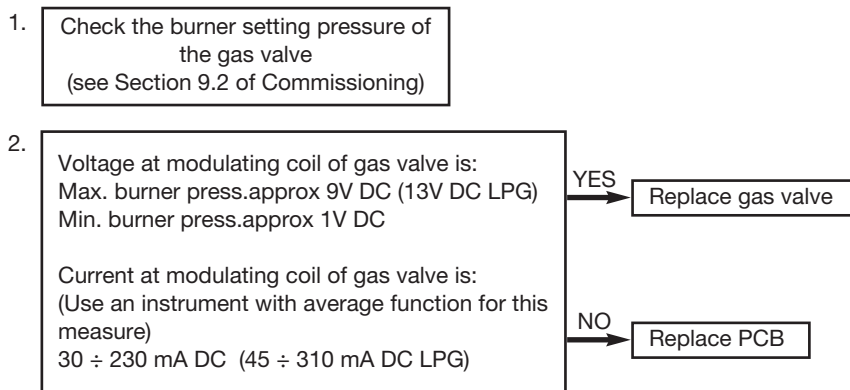 1.
Check the burner setting pressure of
the gas valve
(see Section 9.2 of Commissioning)
2.
Voltage at modulating coil of gas valve is:
Max. burner press.approx 9V DC (13V DC LPG)
Min. burner press.approx 1V DC
Current at modulating coil of gas valve is:
(Use an instrument with average function for this
measure)
30 ÷ 230 mA DC (45 ÷ 310 mA DC LPG)
YES
Replace gas valve
NO
Replace PCB